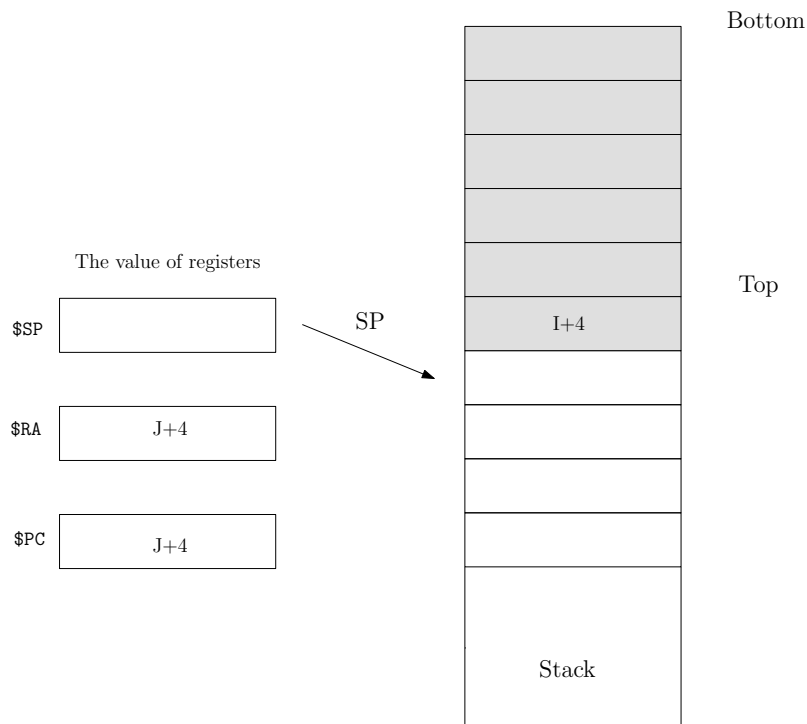 Bottom
The value of registers
Top
$SP
SP
I+4
$RA
J+4
$PC
J+4
Stack